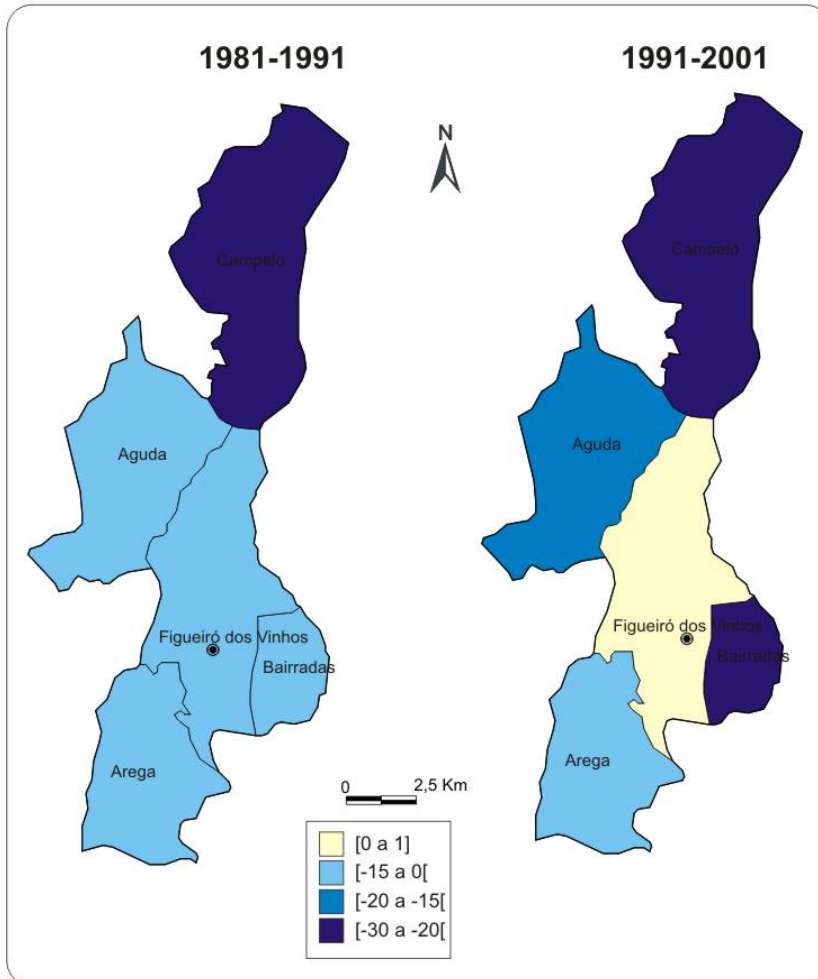 1981-1991
1991-2001
N
Campelo
Aguda
Figueiró dos Vinhos
Bairradas
Arega
Campelo
Aguda
Figueiró dos Vinhos
Bairradas
Arega
0 2,5 Km
[0 a 1]
[-15 a 0[
[-20 a -15[
[-30 a -20[